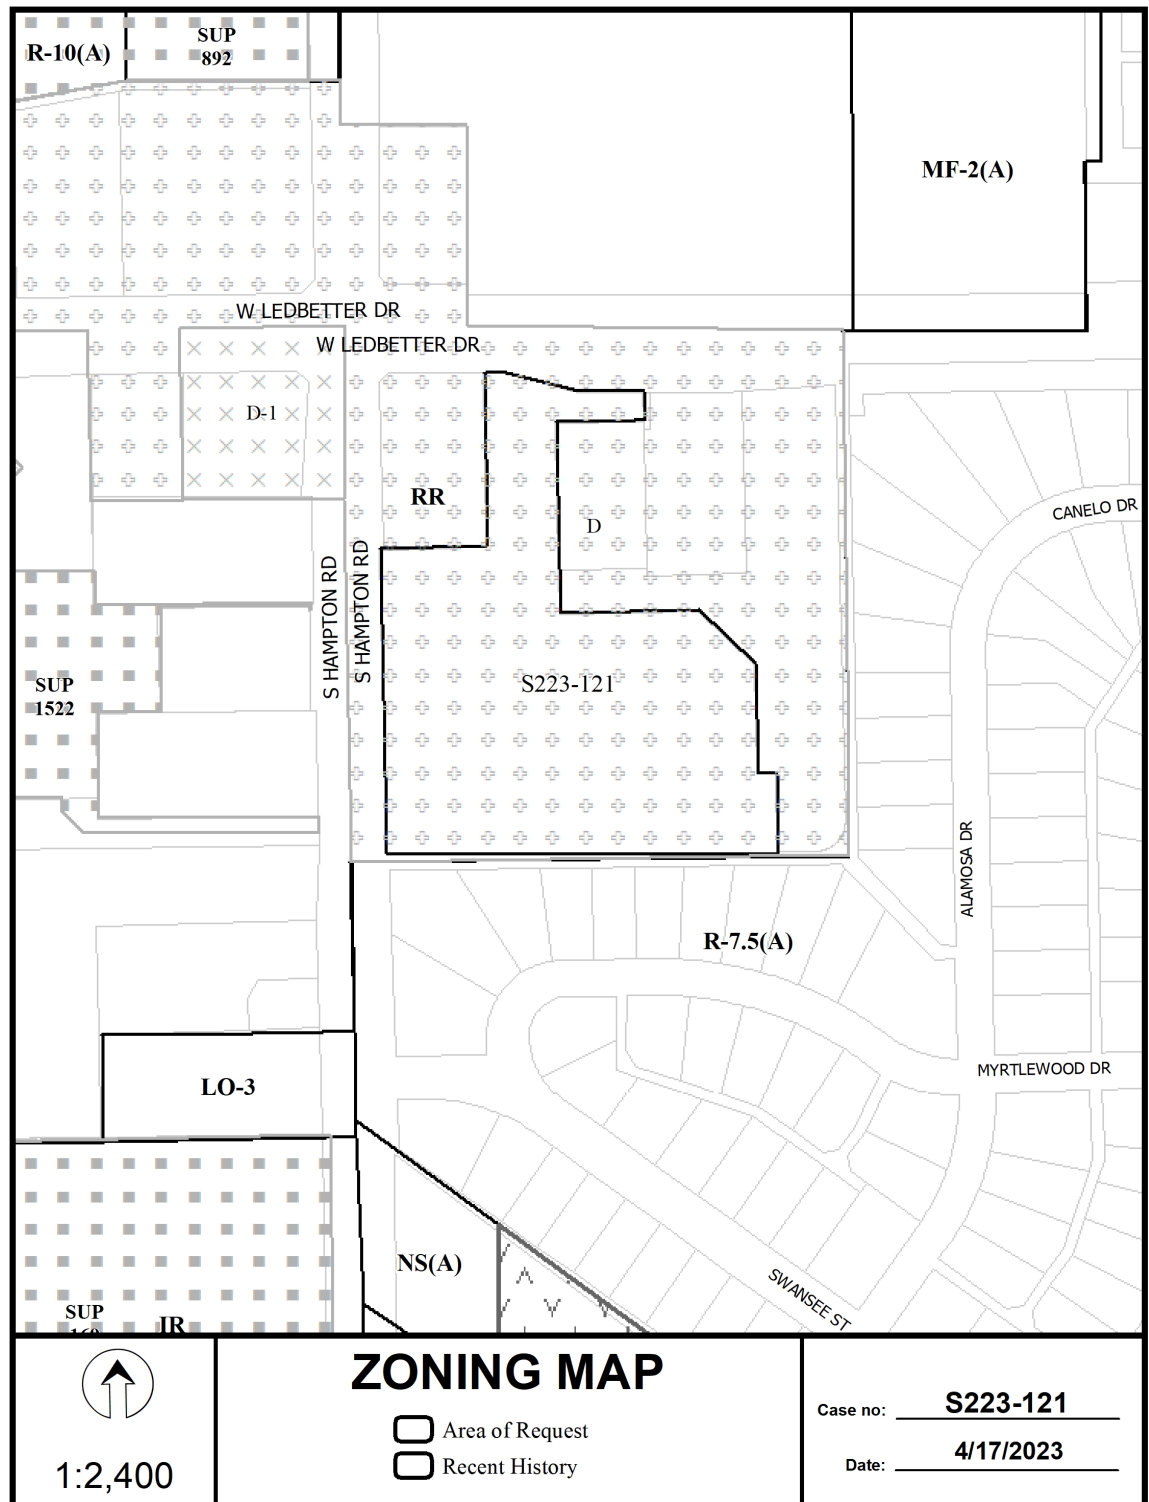 R-10(A)
SUP
892
MF-2(A)
W LEDBETTER DR
W LEDBETTER DR
D-1
RR
D
CANELO DR
S HAMPTON RD
S HAMPTON RD
SUP
1522
S223-121
ALAMOSA DR
R-7.5(A)
MYRTLEWOOD DR
LO-3
NS(A)
SWANSEE ST
SUP
IR
1:2,400
ZONING MAP
Area of Request
Recent History
Case no: S223-121
Date: 4/17/2023